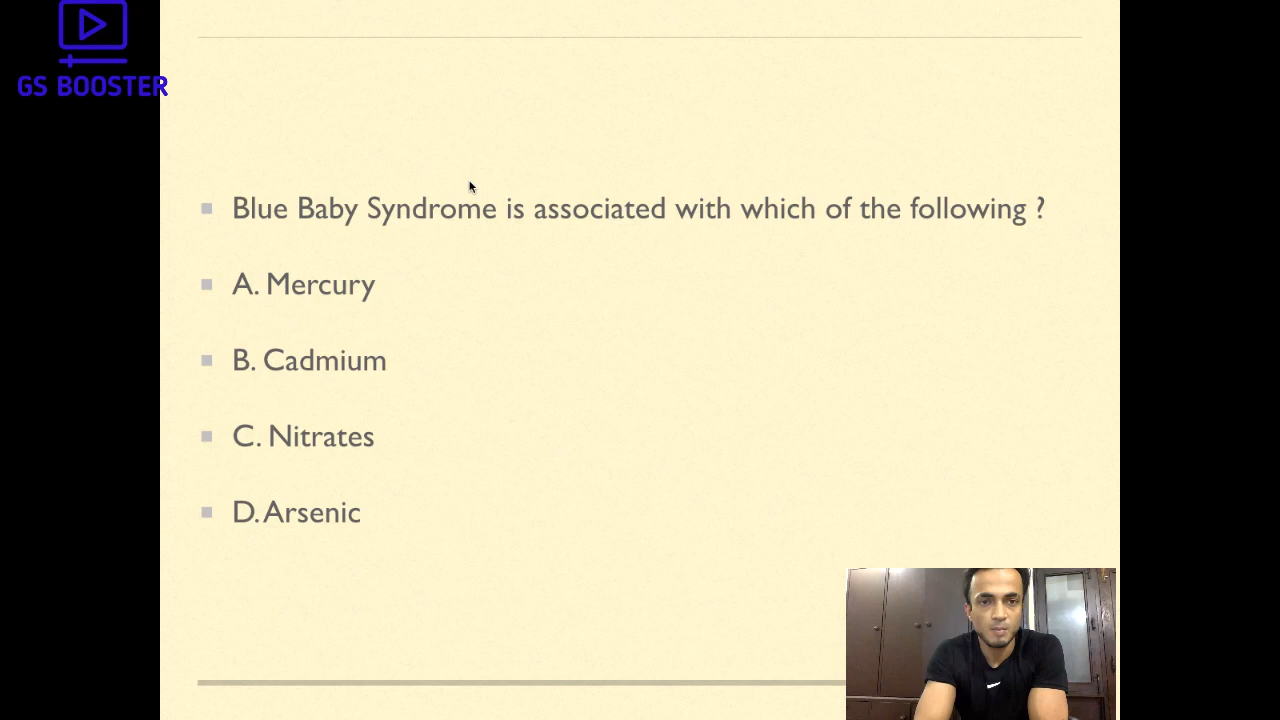 GS BOOSTER
Blue Baby Syndrome is associated with which of the following ?
A. Mercury
B. Cadmium
C. Nitrates
D. Arsenic